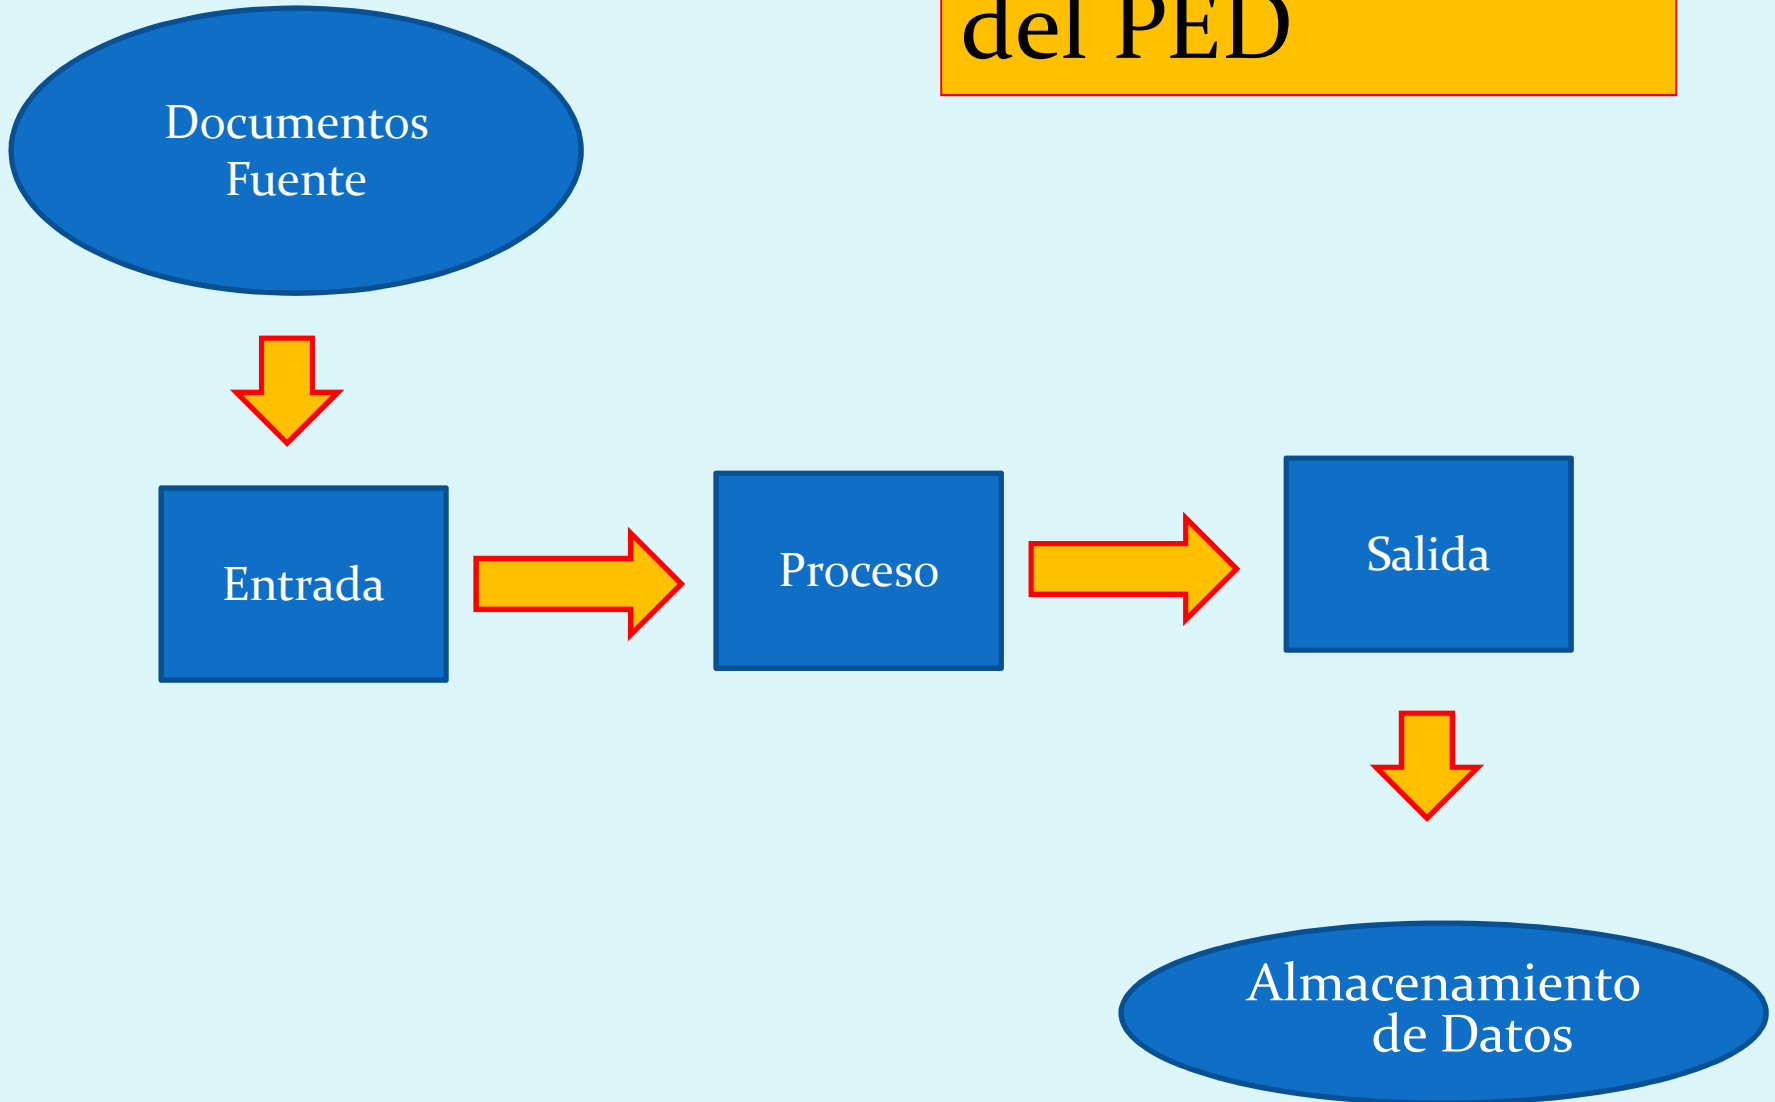 del PED
Documentos
Fuente
Entrada
Proceso
Salida
Almacenamiento
de Datos